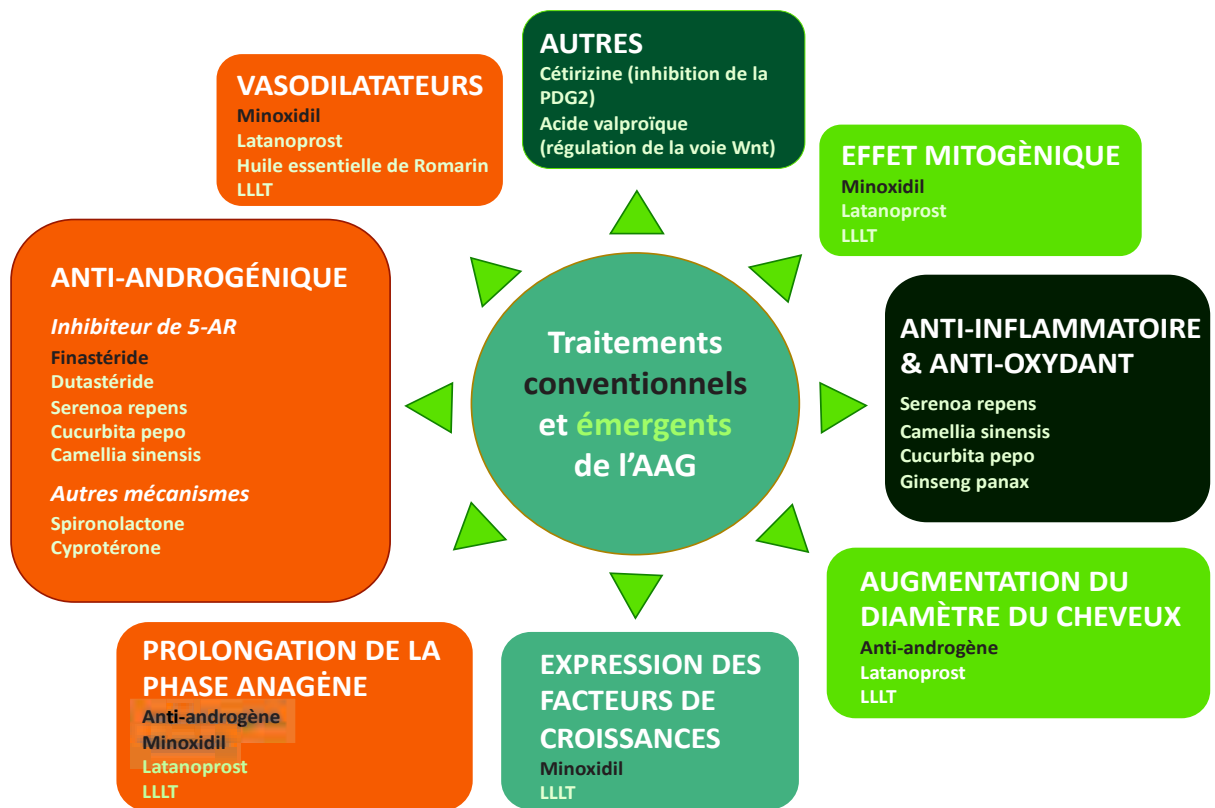 AUTRES
Cétirizine (inhibition de la
PDG2)
Acide valproïque
(régulation de la voie Wnt)
VASODILATATEURS
Minoxidil
Latanoprost
Huile essentielle de Romarin
LLLT
EFFET MITOGÈNIQUE
Minoxidil
Latanoprost
LLLT
ANTI-ANDROGÉNIQUE
Inhibiteur de 5-AR
Finastéride
Dutastéride
Serenoa repens
Cucurbita pepo
Camellia sinensis
Autres mécanismes
Spironolactone
Cyprotérone
Traitements
conventionnels
et émergents
de l’AAG
ANTI-INFLAMMATOIRE
& ANTI-OXYDANT
Serenoa repens
Camellia sinensis
Cucurbita pepo
Ginseng panax
PROLONGATION DE LA
PHASE ANAGÈNE
Anti-androgène
Minoxidil
Latanoprost
LLLT
EXPRESSION DES
FACTEURS DE
CROISSANCES
Minoxidil
LLLT
AUGMENTATION DU
DIAMÈTRE DU CHEVEUX
Anti-androgène
Latanoprost
LLLT